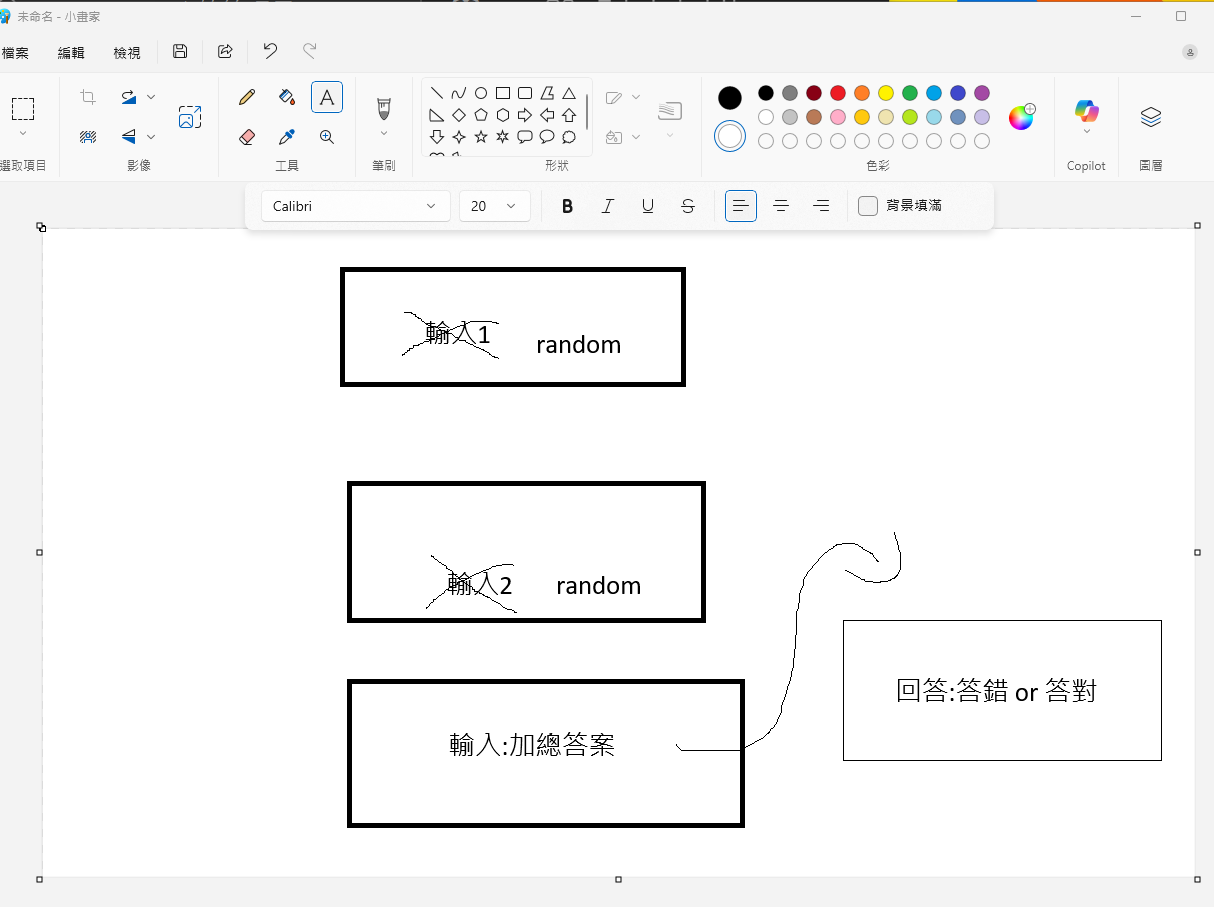 未命名 - 小畫家
檔案 編輯 檢視
A
選取項目 影像 工具 筆刷 形狀 色彩 Copilot 圖層
Calibri 20 B I U S 背景填滿
輸入1 random
輸入2 random
回答:答錯 or 答對
輸入:加總答案